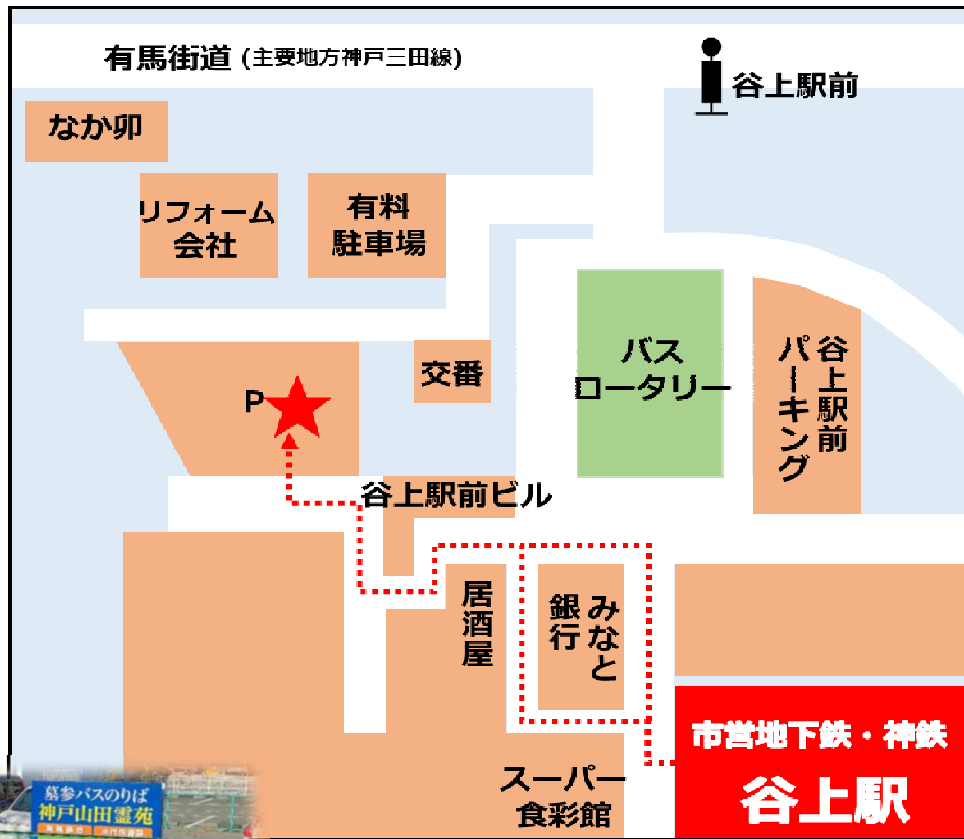 有馬街道 (主要地方神戸三田線)
谷上駅前
なか卯
リフォーム
会社
有料
駐車場
バス
ロータリー
谷上駅前
パーキング
交番
P
谷上駅前ビル
居酒屋
みなと
銀行
市営地下鉄・神鉄
谷上駅
スーパー
食彩館
墓参バスのりば
神戸山田霊苑